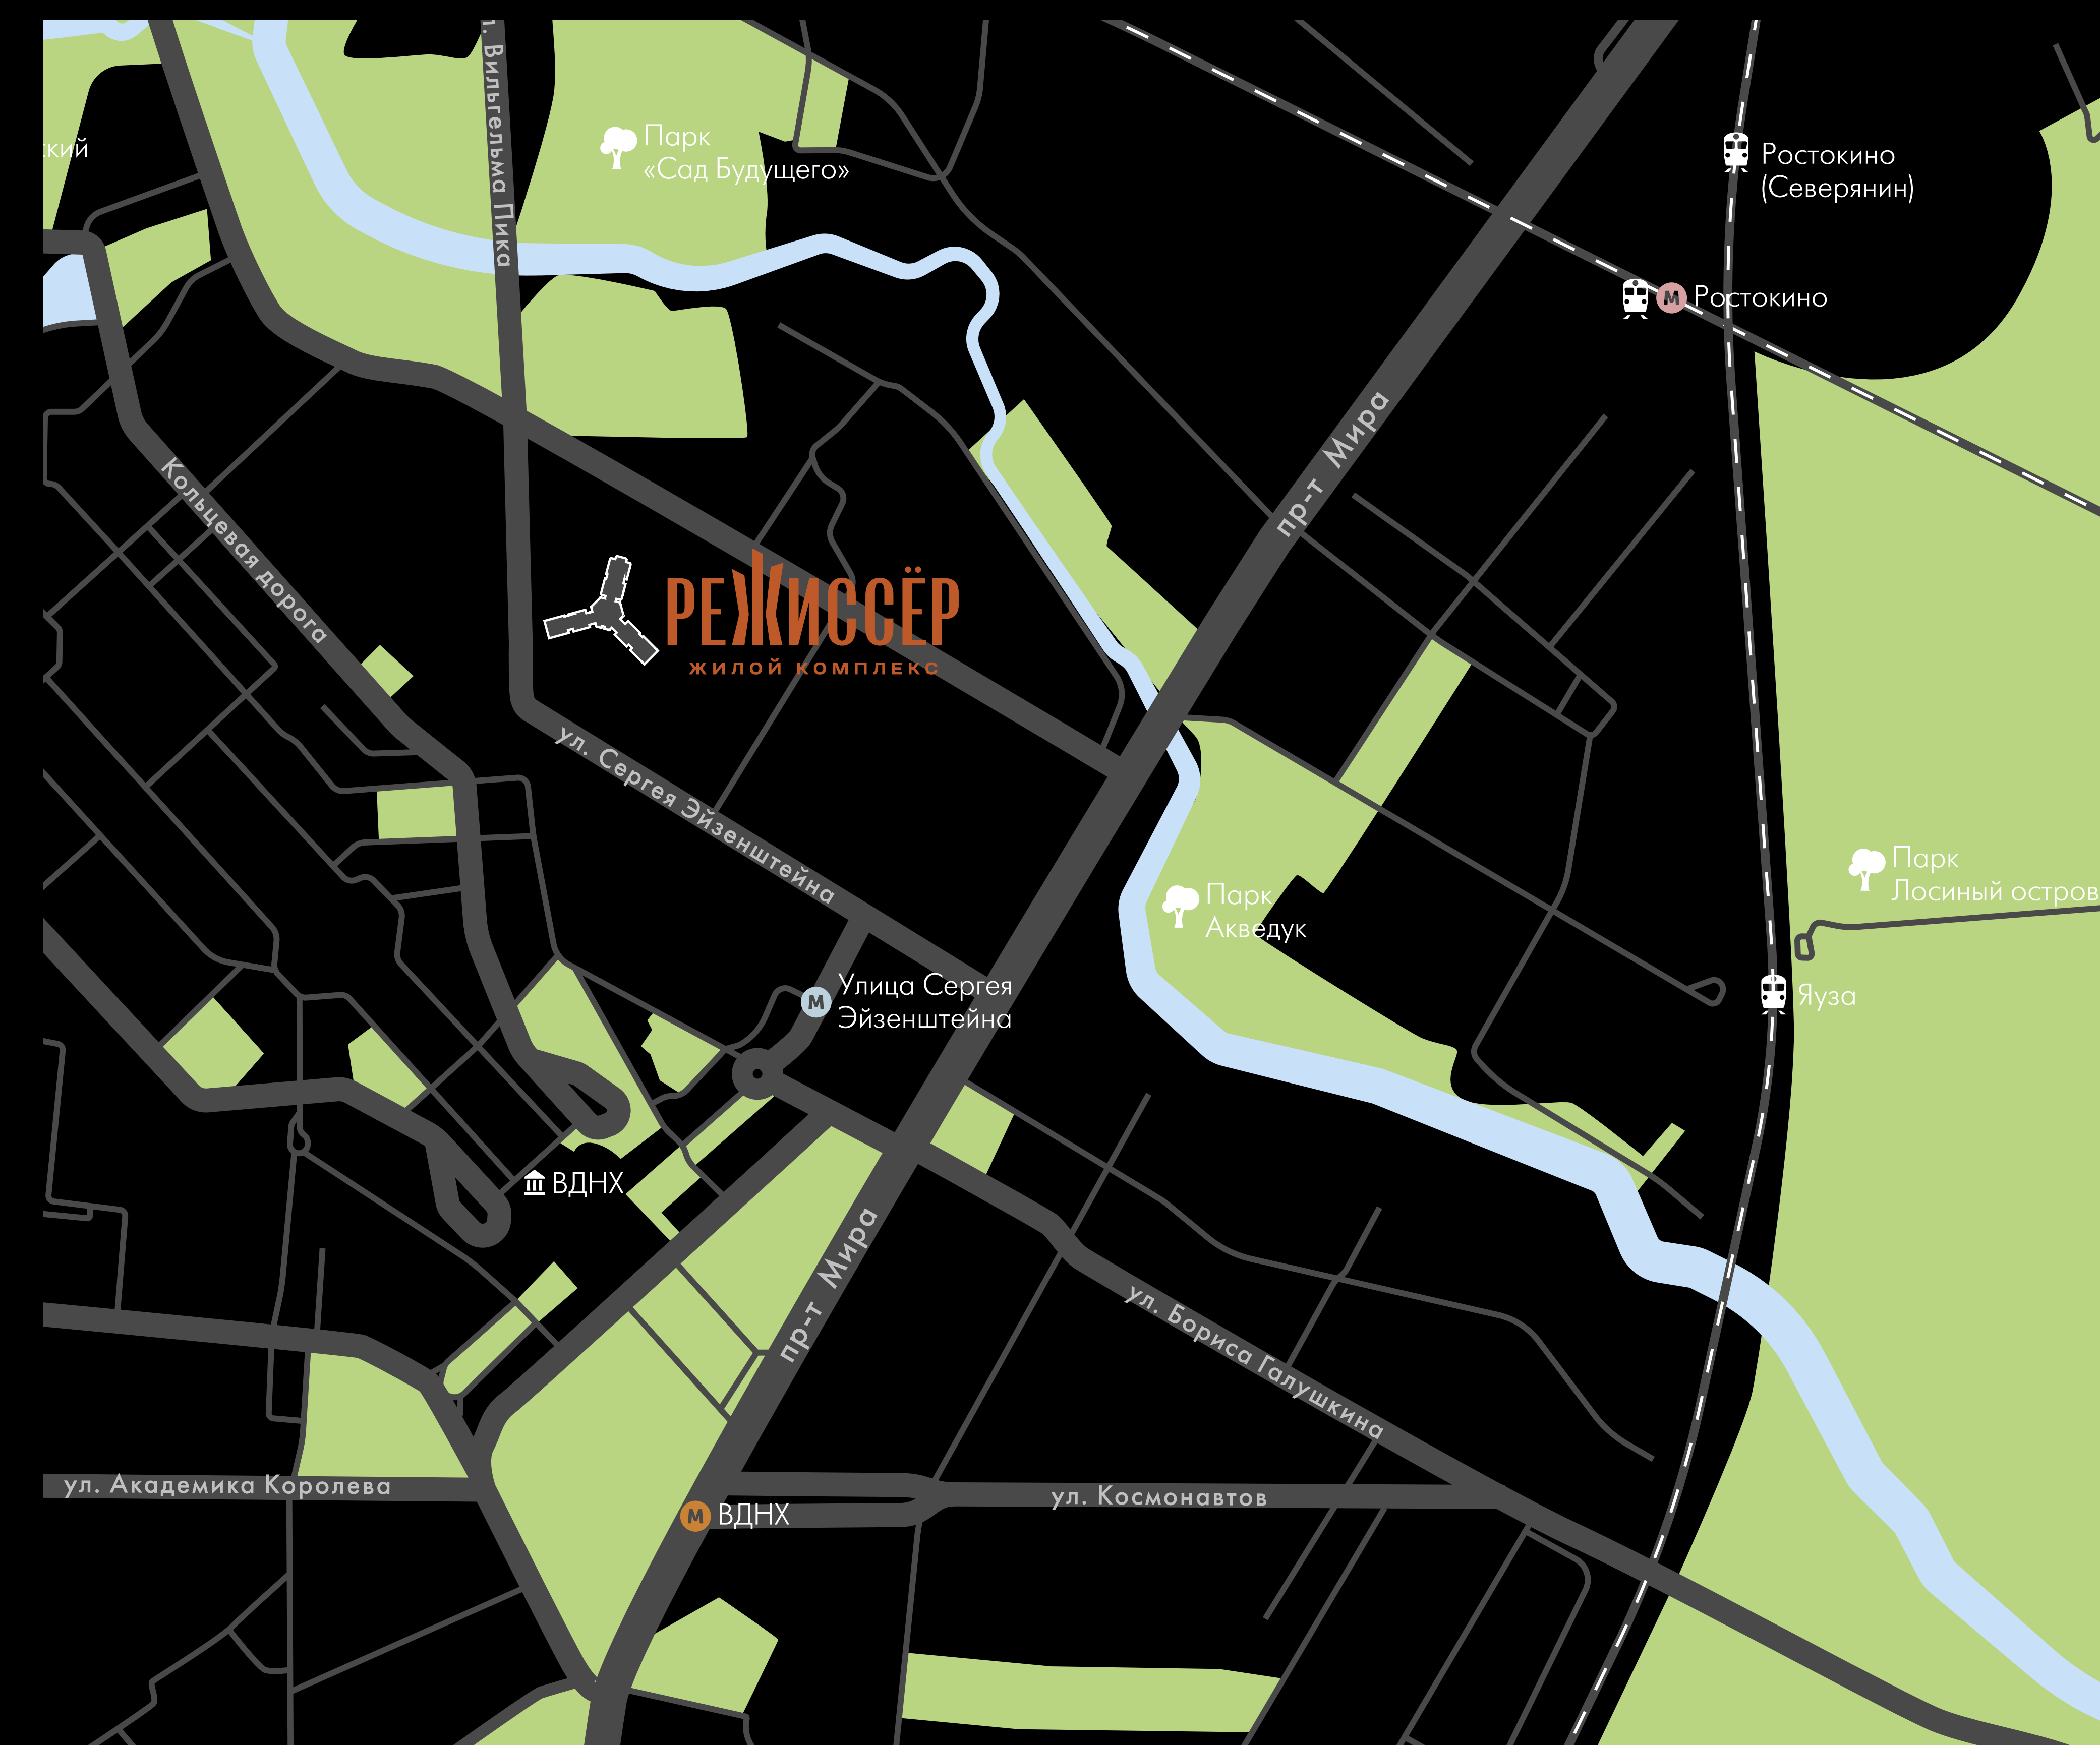 Вильгельма Пика
Парк
«Сад Будущего»
ский
Ростокино
(Северянин)
М Ростокино
пр-т Мира
Кольцевая дорога
РЕЖИССЁР
ЖИЛОЙ КОМПЛЕКС
ул. Сергея Эйзенштейна
Парк
Лосиный остров
Парк
Акведук
М Улица Сергея
Эйзенштейна
Яуза
ВДНХ
пр-т Мира
ул. Бориса Галушкина
ул. Академика Королева
ул. Космонавтов
М ВДНХ